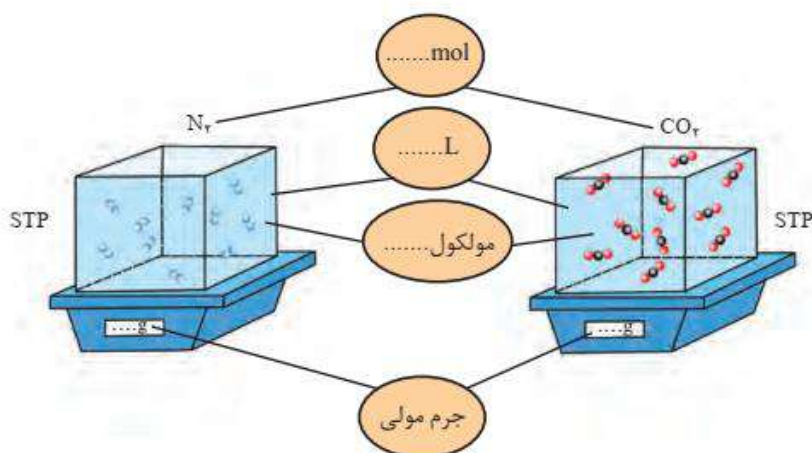 .......mol
N₂ CO₂
.......L
STP STP
مولکول.......
....g ....g
جرم مولی